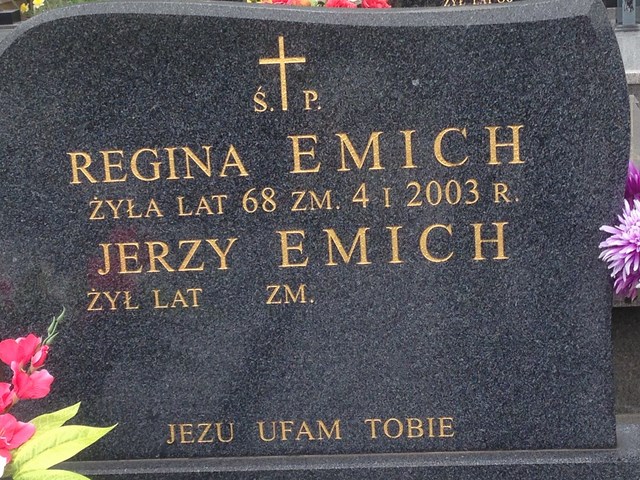 Ś. P.
REGINA EMICH
ŻYŁA LAT 68 ZM. 4 I 2003 R.
JERZY EMICH
ŻYŁ LAT ZM.
JEZU UFAM TOBIE